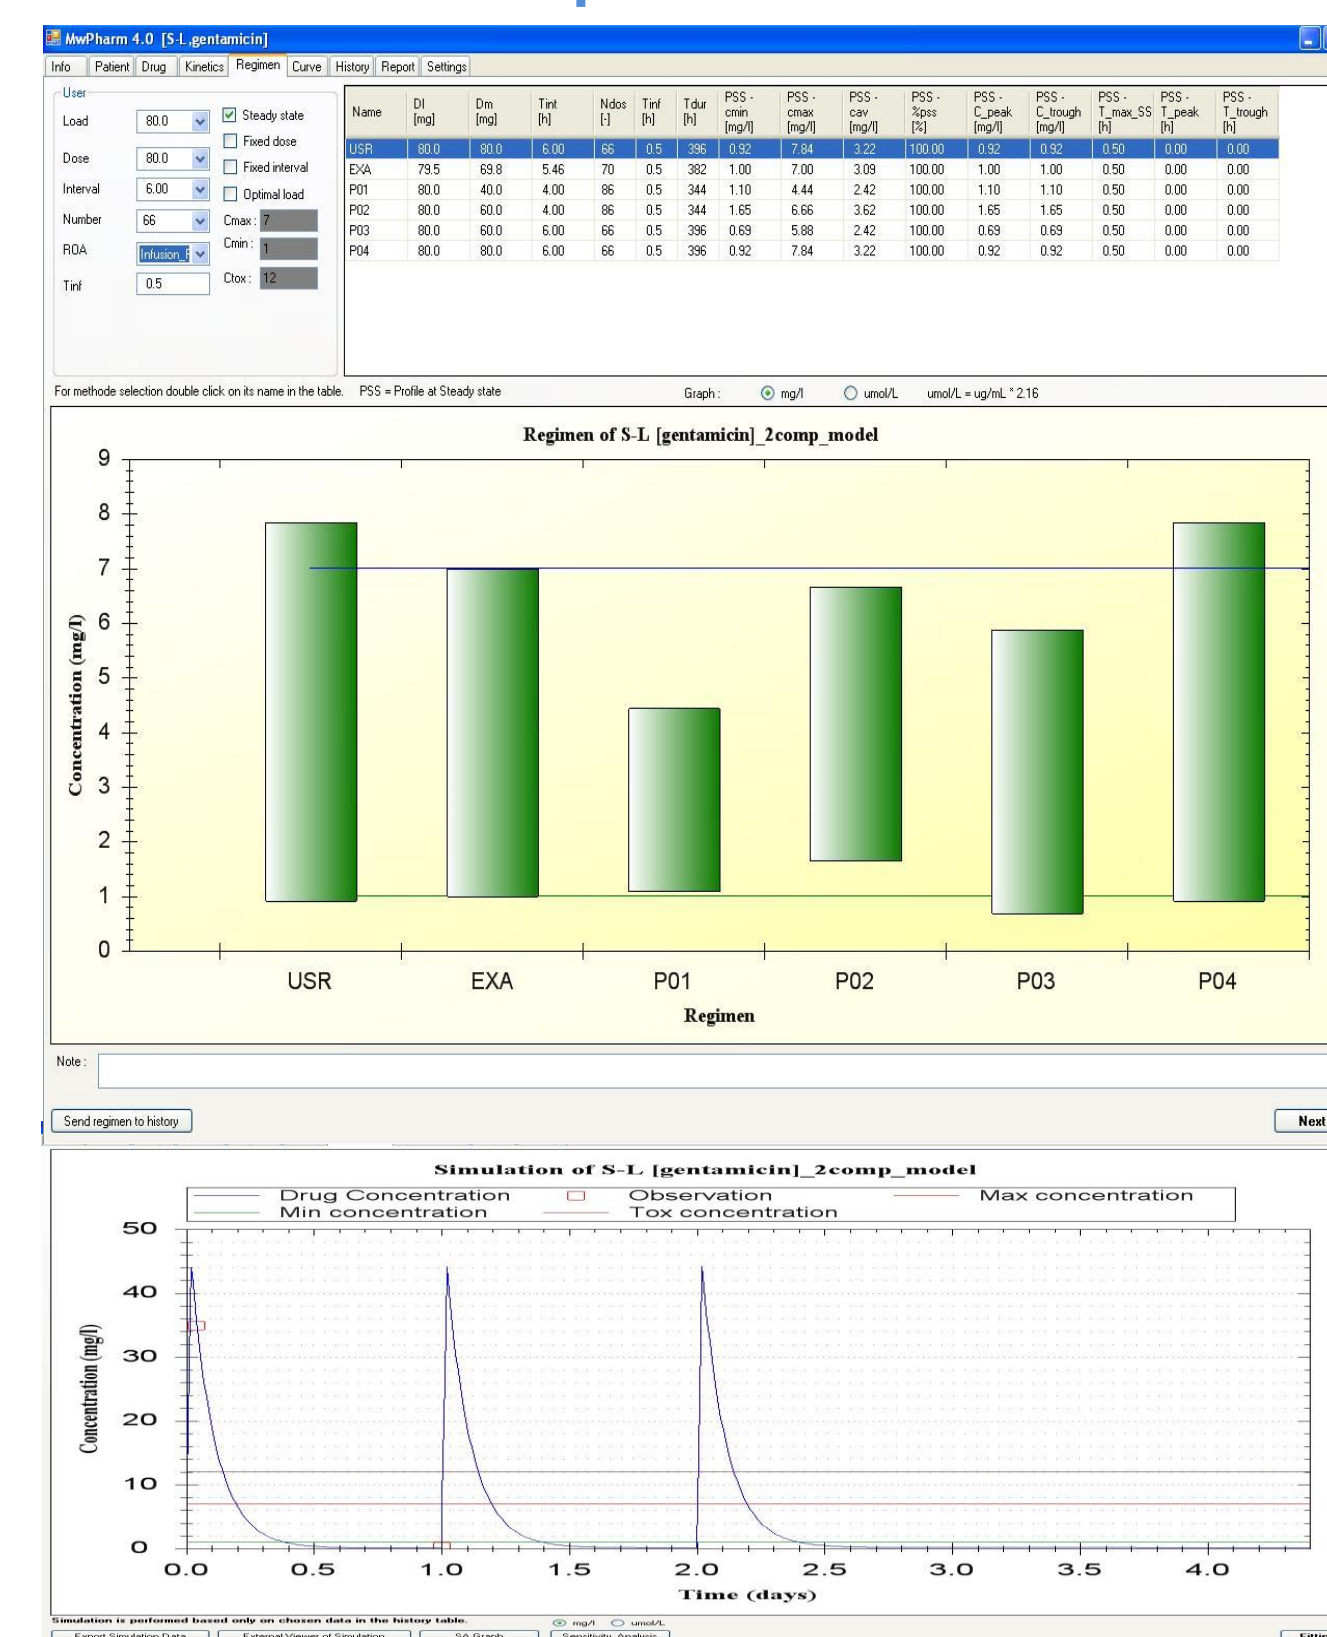 MwPharm 4.0 [S-L,gentamicin]
Info Patient Drug Kinetics Regimen Curve History Report Settings
User
Load 80.0 Steady state
Fixed dose
Dose 80.0 Fixed interval
Interval 6.00 Optimal load
Number 66 Cmax : 7
ROA Infusion_F Cmin : 1
Tinf 0.5 Ctox : 12
Name Dl [mg] Dm [mg] Tint [h] Ndos [-] Tinf [h] Tdur [h] PSS - cmin [mg/l] PSS - cmax [mg/l] PSS - cav [mg/l] PSS - %pss [%] PSS - C_peak [mg/l] PSS - C_trough [mg/l] PSS - T_max_SS [h] PSS - T_peak [h] PSS - T_trough [h]
USR 80.0 80.0 6.00 66 0.5 396 0.92 7.84 3.22 100.00 0.92 0.92 0.50 0.00 0.00
EXA 79.5 69.8 5.46 70 0.5 382 1.00 7.00 3.09 100.00 1.00 1.00 0.50 0.00 0.00
P01 80.0 40.0 4.00 86 0.5 344 1.10 4.44 2.42 100.00 1.10 1.10 0.50 0.00 0.00
P02 80.0 60.0 4.00 86 0.5 344 1.65 6.66 3.62 100.00 1.65 1.65 0.50 0.00 0.00
P03 80.0 60.0 6.00 66 0.5 396 0.69 5.88 2.42 100.00 0.69 0.69 0.50 0.00 0.00
P04 80.0 80.0 6.00 66 0.5 396 0.92 7.84 3.22 100.00 0.92 0.92 0.50 0.00 0.00
For methode selection double click on its name in the table. PSS = Profile at Steady state Graph : mg/l umol/L umol/L = ug/mL * 2.16
Regimen of S-L [gentamicin]_2comp_model
9
8
7
6
5
4
3
2
1
0
Concentration (mg/l)
USR EXA P01 P02 P03 P04
Regimen
Note :
Send regimen to history Next
Simulation of S-L [gentamicin]_2comp_model
Drug Concentration Observation Max concentration
Min concentration Tox concentration
50
40
30
20
10
0
Concentration (mg/l)
0.0 0.5 1.0 1.5 2.0 2.5 3.0 3.5 4.0
Time (days)
Simulation is performed based only on chosen data in the history table. mg/l umol/L
Export Simulation Data External Viewer of Simulation SA Graph Sensitivity Analysis